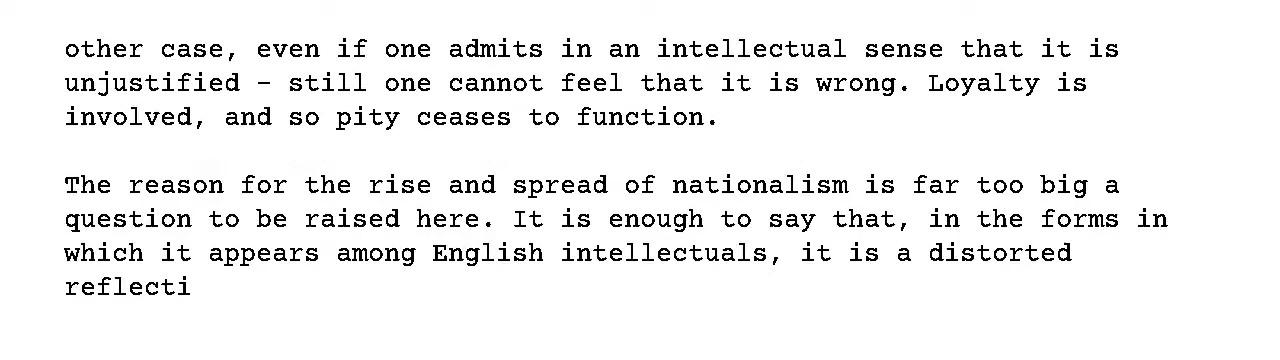 other case, even if one admits in an intellectual sense that it is
unjustified – still one cannot feel that it is wrong. Loyalty is
involved, and so pity ceases to function.
The reason for the rise and spread of nationalism is far too big a
question to be raised here. It is enough to say that, in the forms in
which it appears among English intellectuals, it is a distorted
reflecti